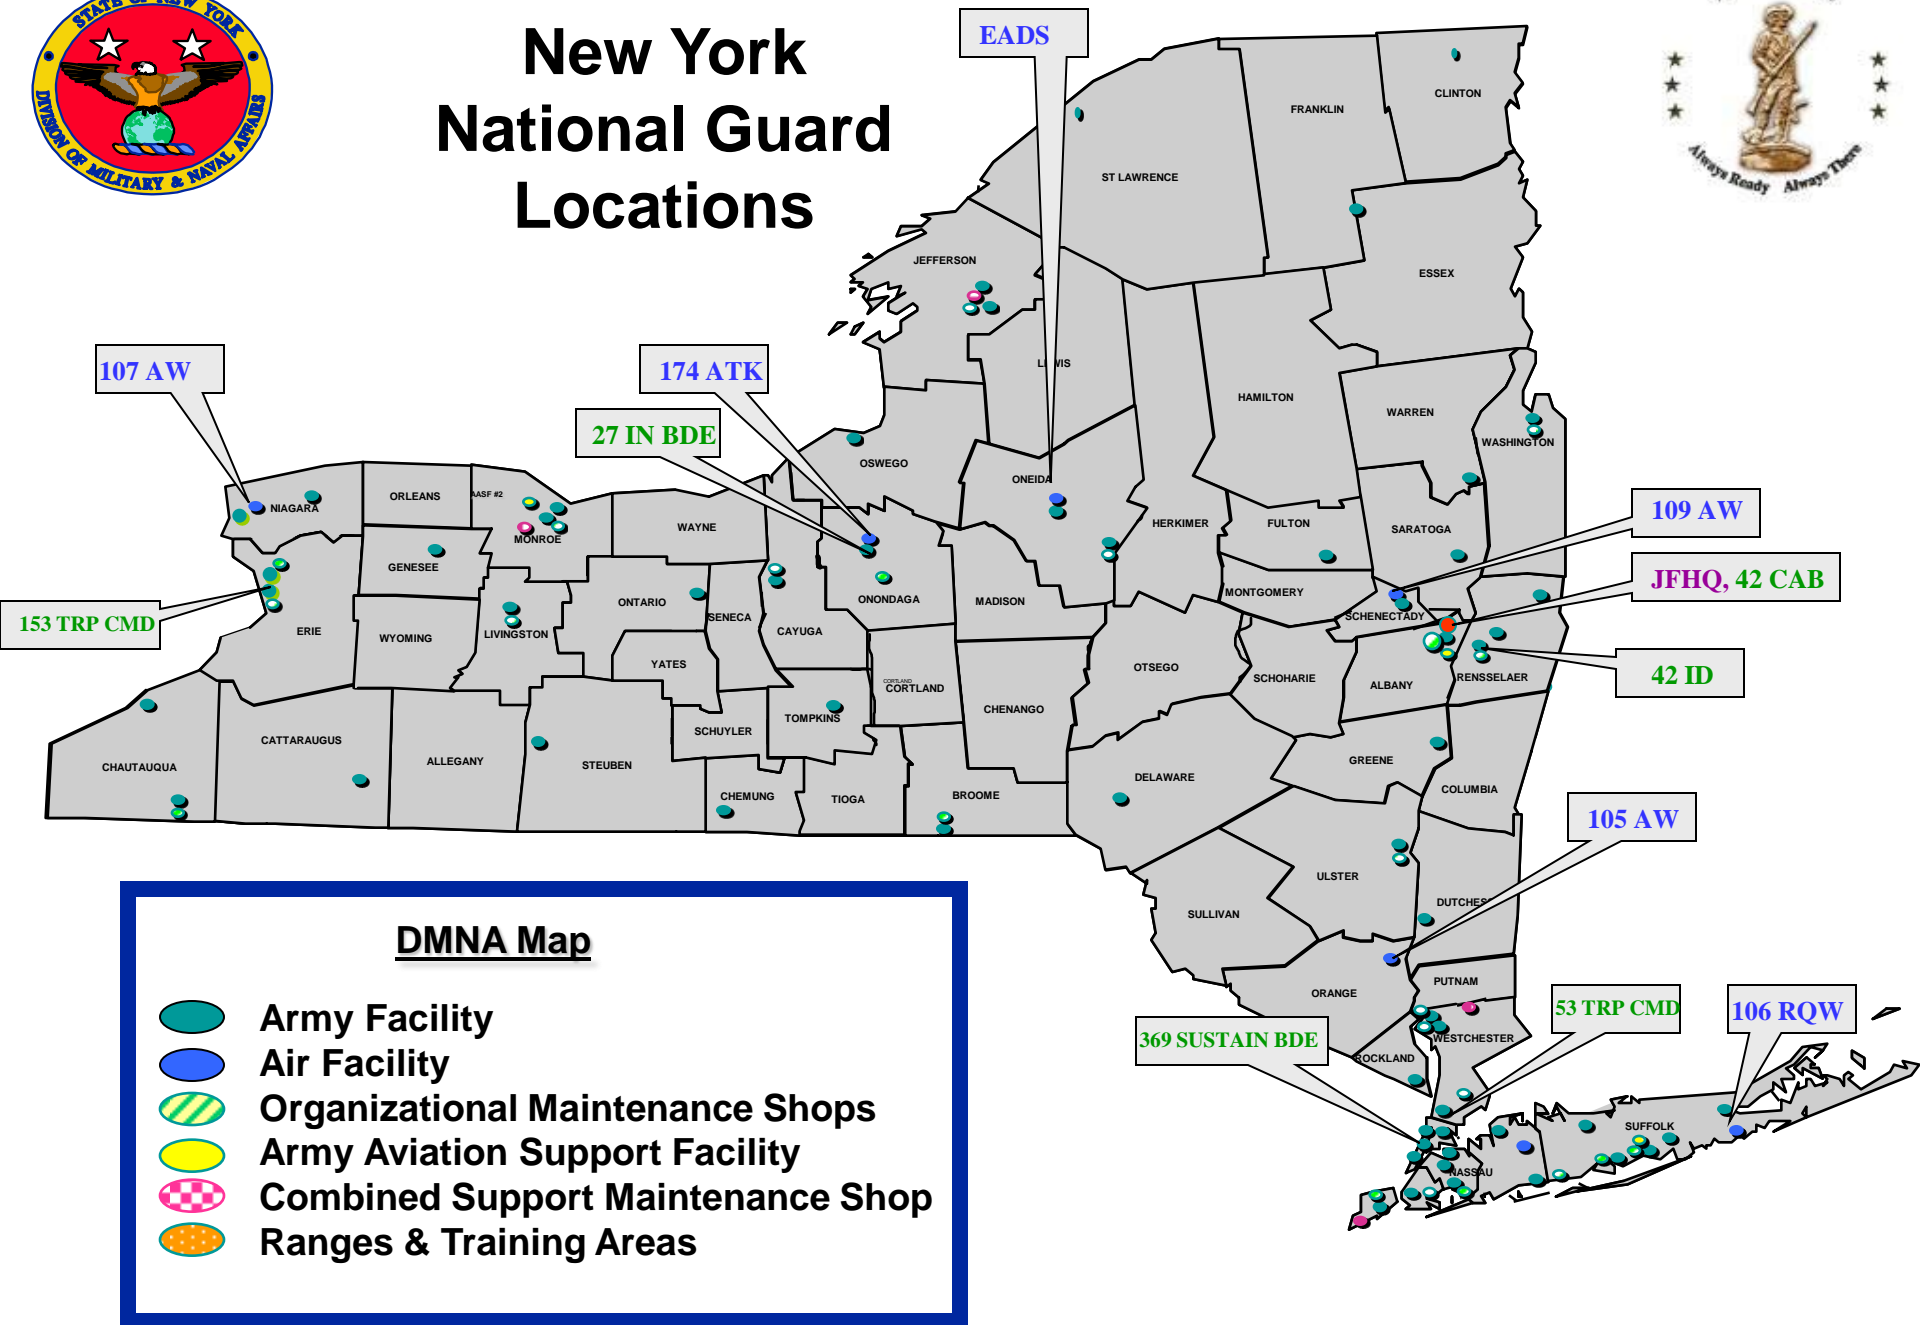 STATE OF NEW YORK
DIVISION OF MILITARY & NAVAL AFFAIRS
New York
National Guard
Locations
Always Ready Always There
EADS
CLINTON
FRANKLIN
ST LAWRENCE
JEFFERSON
ESSEX
107 AW
174 ATK
LEWIS
HAMILTON
WARREN
27 IN BDE
WASHINGTON
OSWEGO
ONEIDA
AASF #2
ORLEANS
NIAGARA
MONROE
WAYNE
HERKIMER
FULTON
SARATOGA
109 AW
GENESEE
JFHQ, 42 CAB
ONTARIO
SENECA
CAYUGA
ONONDAGA
MADISON
MONTGOMERY
SCHENECTADY
153 TRP CMD
ERIE
WYOMING
LIVINGSTON
YATES
CORTLAND
CORTLAND
OTSEGO
SCHOHARIE
ALBANY
RENSSELAER
42 ID
CHENANGO
TOMPKINS
SCHUYLER
CATTARAUGUS
ALLEGANY
STEUBEN
CHAUTAUQUA
GREENE
DELAWARE
COLUMBIA
CHEMUNG
TIOGA
BROOME
105 AW
ULSTER
DUTCHES
SULLIVAN
PUTNAM
ORANGE
53 TRP CMD
106 RQW
369 SUSTAIN BDE
WESTCHESTER
ROCKLAND
SUFFOLK
NASSAU
DMNA Map
Army Facility
Air Facility
Organizational Maintenance Shops
Army Aviation Support Facility
Combined Support Maintenance Shop
Ranges & Training Areas